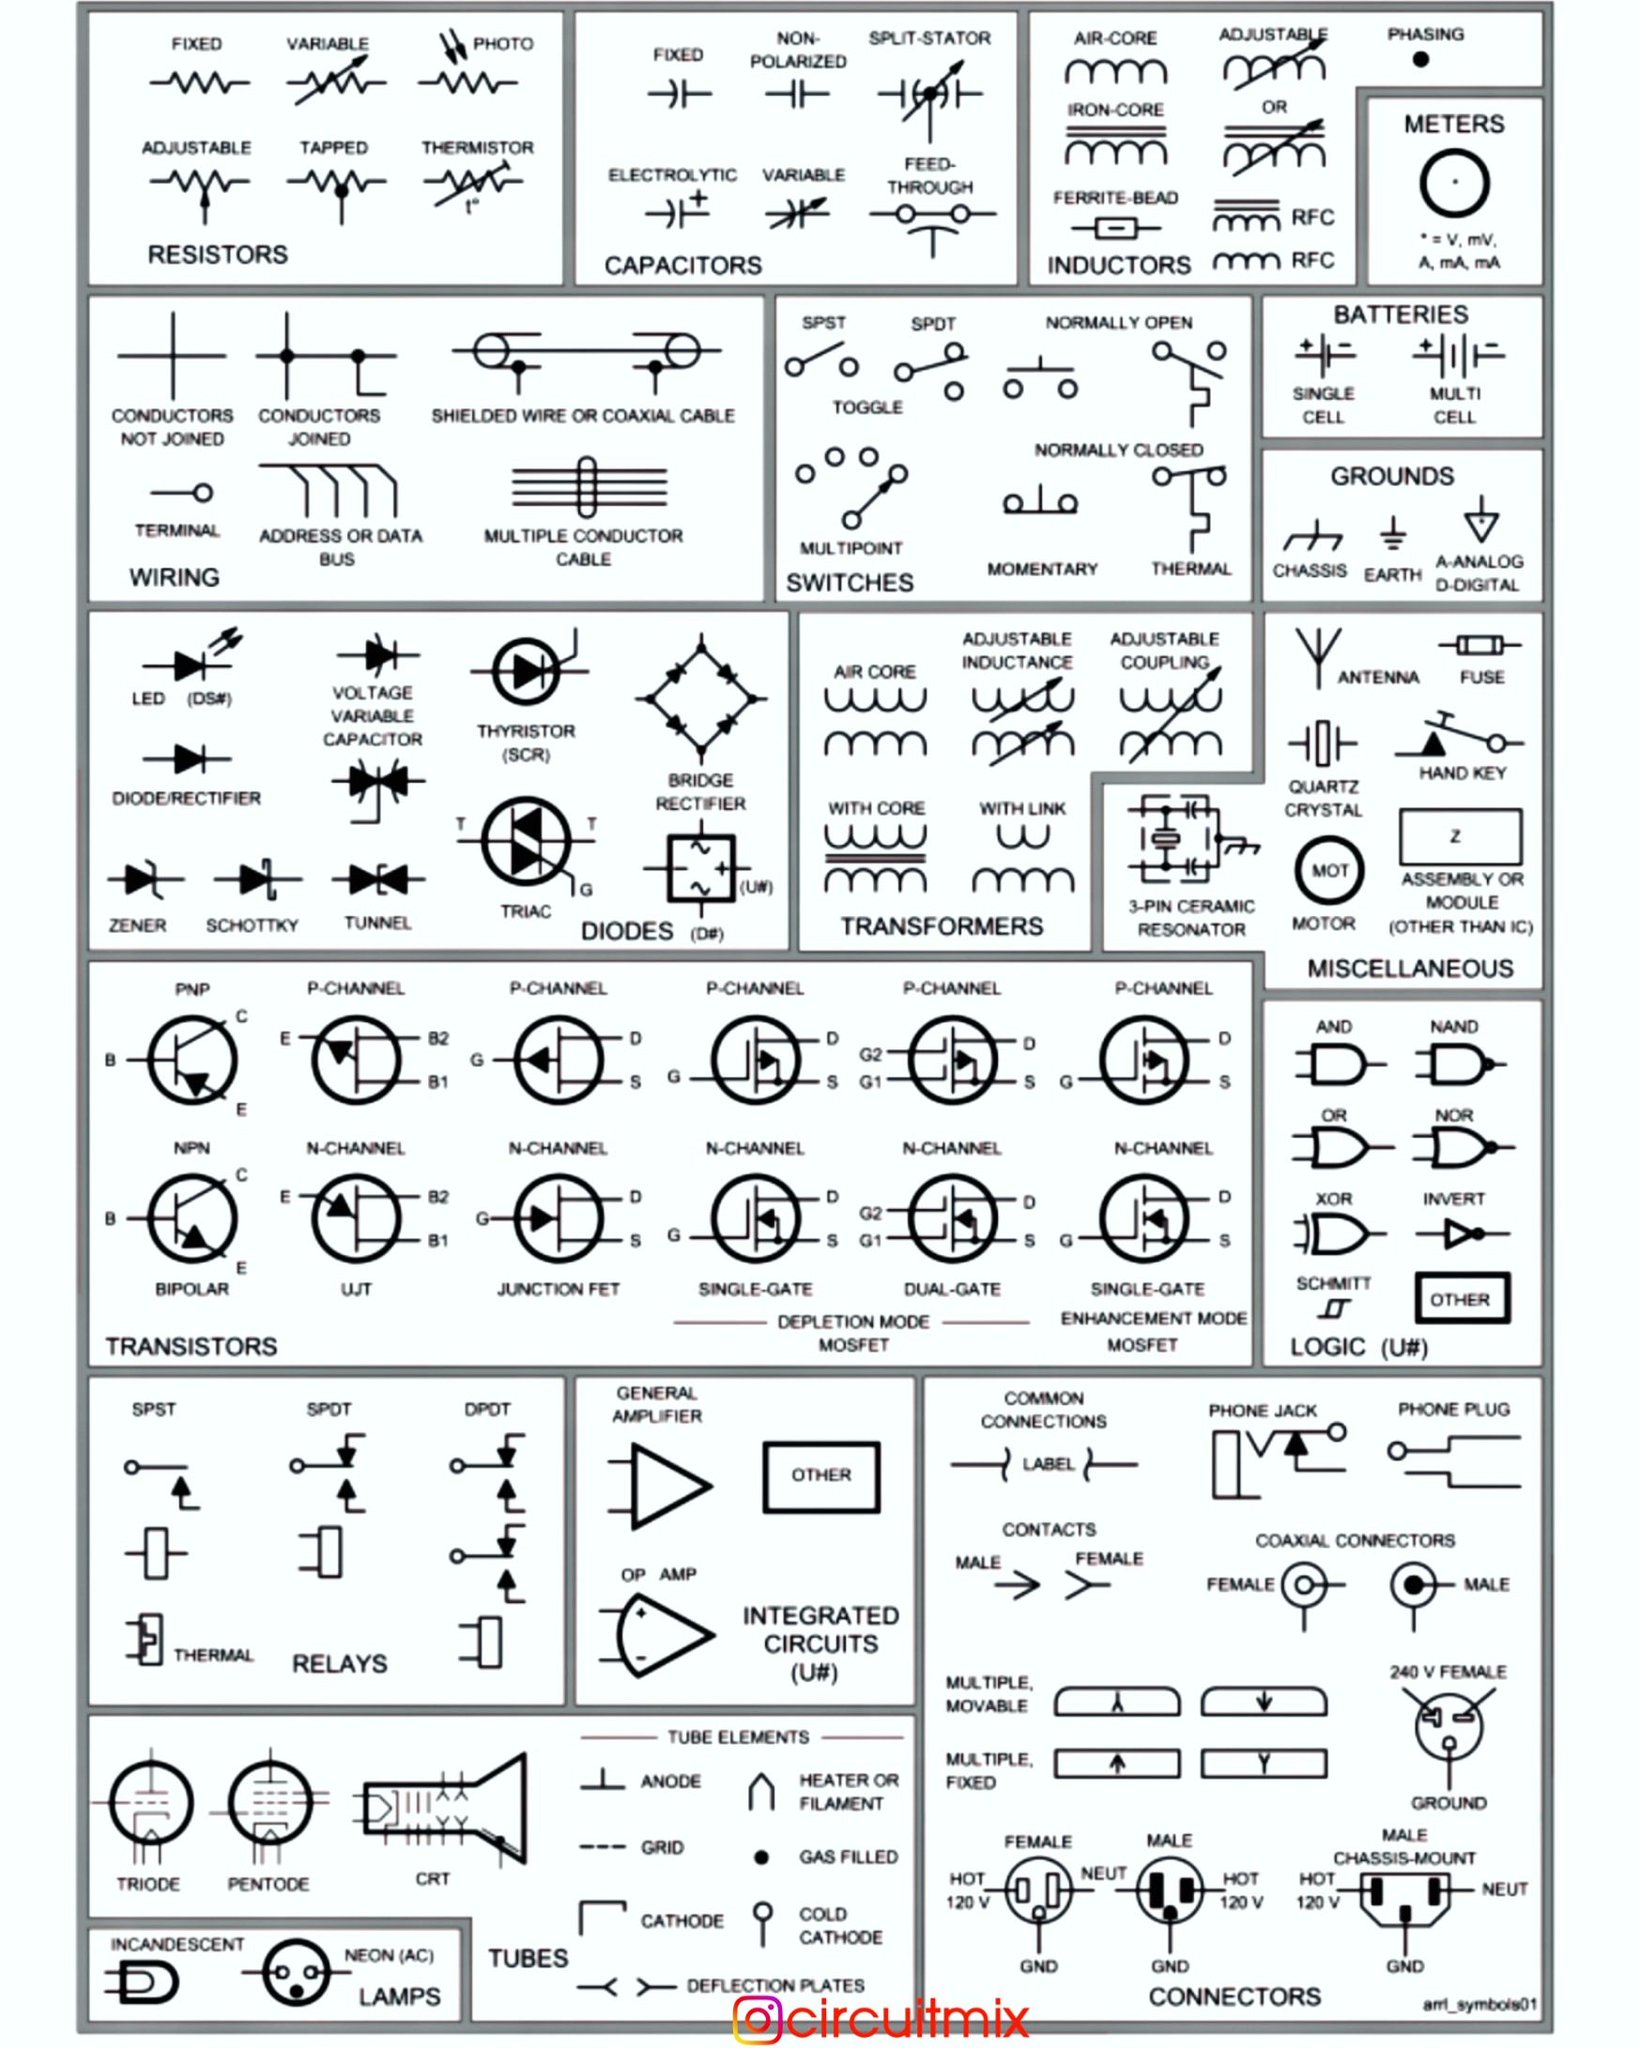 FIXED
VARIABLE
PHOTO
ADJUSTABLE
TAPPED
THERMISTOR
t°
RESISTORS
FIXED
NON-
POLARIZED
SPLIT-STATOR
ELECTROLYTIC
+
VARIABLE
FEED-
THROUGH
CAPACITORS
AIR-CORE
ADJUSTABLE
IRON-CORE
OR
FERRITE-BEAD
RFC
INDUCTORS
RFC
PHASING
METERS
* = V, mV,
A, mA, mA
CONDUCTORS
NOT JOINED
CONDUCTORS
JOINED
SHIELDED WIRE OR COAXIAL CABLE
TERMINAL
ADDRESS OR DATA
BUS
MULTIPLE CONDUCTOR
CABLE
WIRING
SPST
SPDT
NORMALLY OPEN
TOGGLE
NORMALLY CLOSED
MULTIPOINT
MOMENTARY
THERMAL
SWITCHES
BATTERIES
+ -
+ -
SINGLE
CELL
MULTI
CELL
GROUNDS
CHASSIS
EARTH
A-ANALOG
D-DIGITAL
LED (DS#)
VOLTAGE
VARIABLE
CAPACITOR
THYRISTOR
(SCR)
DIODE/RECTIFIER
BRIDGE
RECTIFIER
T T
G
+
(U#)
ZENER
SCHOTTKY
TUNNEL
TRIAC
DIODES (D#)
AIR CORE
ADJUSTABLE
INDUCTANCE
ADJUSTABLE
COUPLING
WITH CORE
WITH LINK
TRANSFORMERS
3-PIN CERAMIC
RESONATOR
ANTENNA
FUSE
QUARTZ
CRYSTAL
HAND KEY
MOT
MOTOR
Z
ASSEMBLY OR
MODULE
(OTHER THAN IC)
MISCELLANEOUS
PNP
P-CHANNEL
P-CHANNEL
P-CHANNEL
P-CHANNEL
P-CHANNEL
B C E
E B2 B1
G D S
G D S
G2 G1 D S
G D S
NPN
N-CHANNEL
N-CHANNEL
N-CHANNEL
N-CHANNEL
N-CHANNEL
B C E
E B2 B1
G D S
G D S
G2 G1 D S
G D S
BIPOLAR
UJT
JUNCTION FET
SINGLE-GATE
DUAL-GATE
SINGLE-GATE
DEPLETION MODE
MOSFET
ENHANCEMENT MODE
MOSFET
TRANSISTORS
AND
NAND
OR
NOR
XOR
INVERT
SCHMITT
OTHER
LOGIC (U#)
SPST
SPDT
DPDT
THERMAL
RELAYS
GENERAL
AMPLIFIER
OTHER
OP AMP
+
-
INTEGRATED
CIRCUITS
(U#)
COMMON
CONNECTIONS
LABEL
PHONE JACK
PHONE PLUG
CONTACTS
MALE
FEMALE
COAXIAL CONNECTORS
FEMALE
MALE
MULTIPLE,
MOVABLE
MULTIPLE,
FIXED
240 V FEMALE
GROUND
FEMALE
HOT
120 V
NEUT
GND
MALE
HOT
120 V
GND
MALE
CHASSIS-MOUNT
HOT
120 V
NEUT
GND
CONNECTORS
arrl_symbols01
TRIODE
PENTODE
CRT
TUBE ELEMENTS
ANODE
HEATER OR
FILAMENT
GRID
GAS FILLED
CATHODE
COLD
CATHODE
TUBES
DEFLECTION PLATES
INCANDESCENT
NEON (AC)
LAMPS
circuitmix